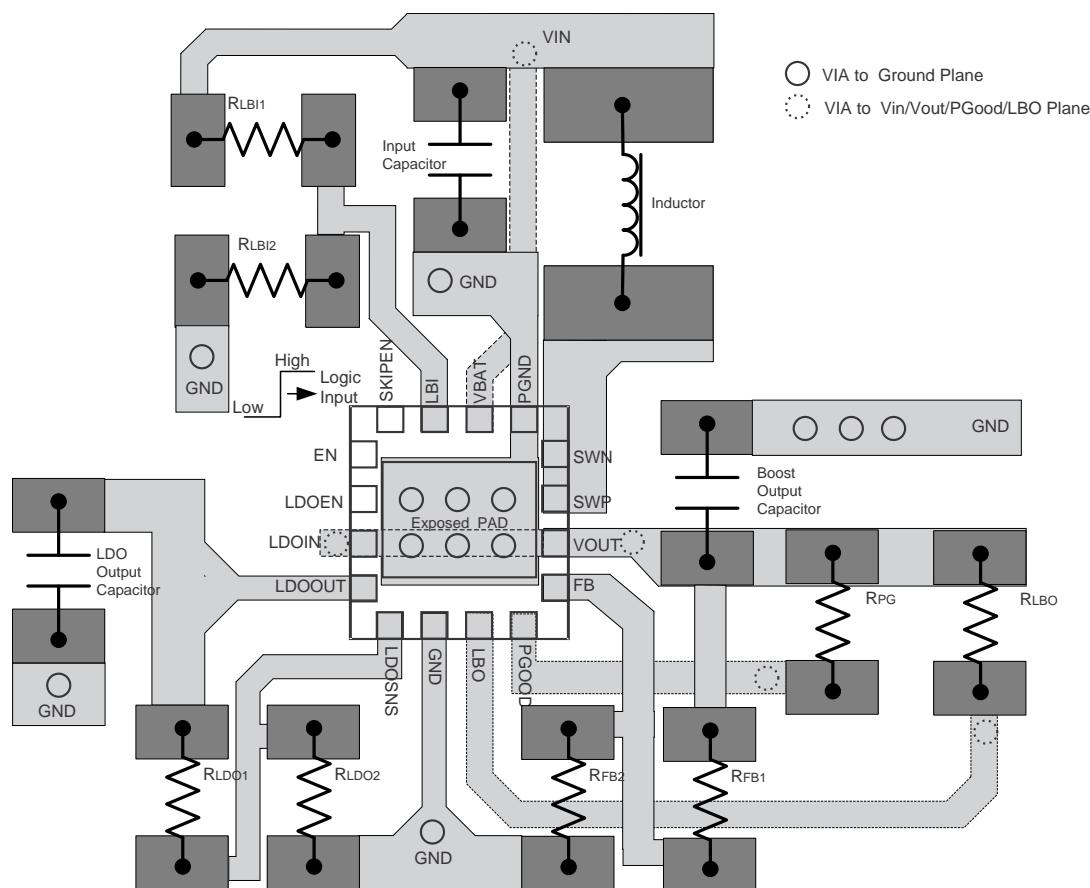 VIN
VIA to Ground Plane
VIA to Vin/Vout/PGood/LBO Plane
RLBI1
Input
Capacitor
Inductor
RLBI2
GND
GND
High
Low
Logic
Input
SKIPEN
LBI
VBAT
PGND
EN
LDOEN
LDOIN
LDOOUT
SWN
SWP
VOUT
FB
Exposed PAD
GND
Boost
Output
Capacitor
LDO
Output
Capacitor
GND
LDOSNS
GND
LBO
PGOOD
RPG
RLBO
RLDO1
RLDO2
RFB2
RFB1
GND